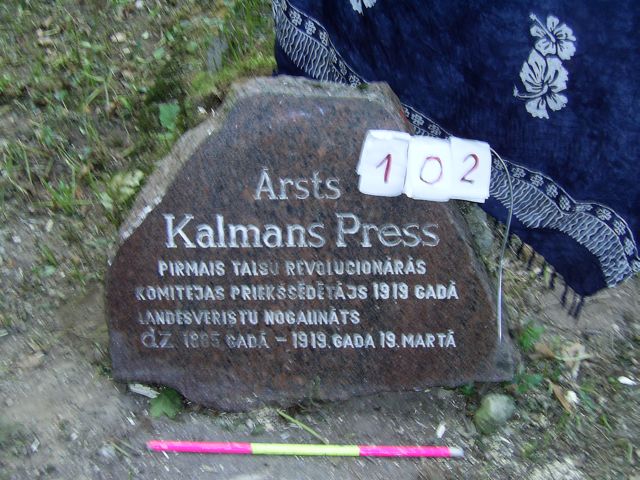 102
Ārsts
Kalmans Press
PIRMAIS TALSU REVOLUCIONĀRĀS
KOMITEJAS PRIEKŠSĒDĒTĀJS 1919 GADĀ
LANDESVERISTU NOGALINĀTS
dz 1885 GADĀ – 1919. GADA 19. MARTĀ